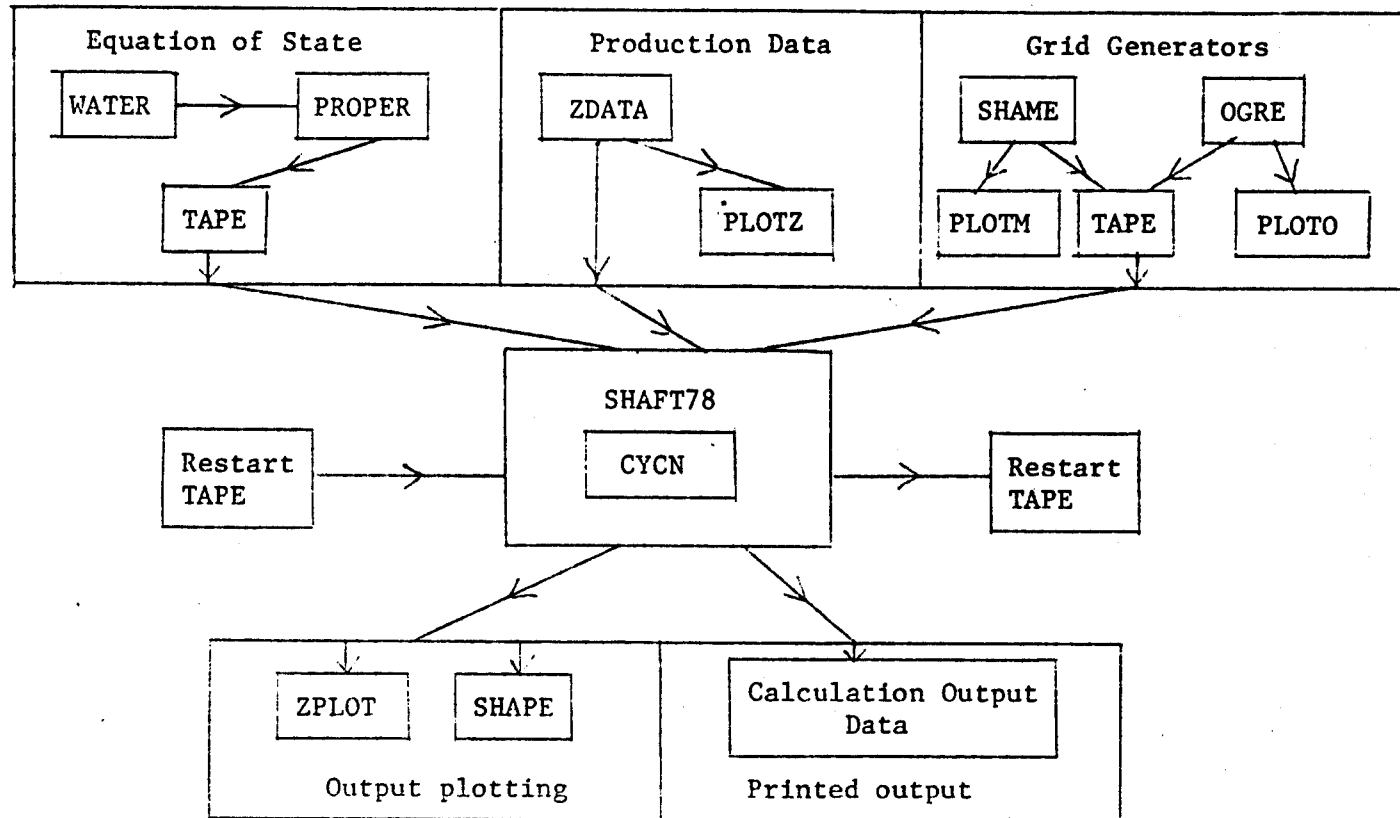 Equation of State
WATER
PROPER
TAPE
Production Data
ZDATA
PLOTZ
Grid Generators
SHAME
OGRE
PLOTM
TAPE
PLOTO
SHAFT78
CYCN
Restart
TAPE
Restart
TAPE
ZPLOT
SHAPE
Output plotting
Calculation Output
Data
Printed output